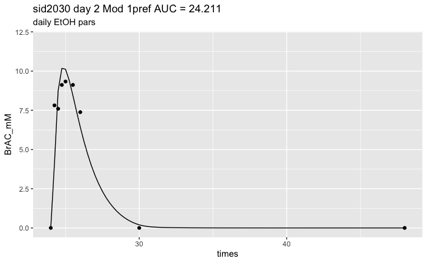 sid2030 day 2 Mod 1pref AUC = 24.211
daily EtOH pars
12.5
10.0
7.5
5.0
2.5
0.0
BrAC_mM
30
40
times